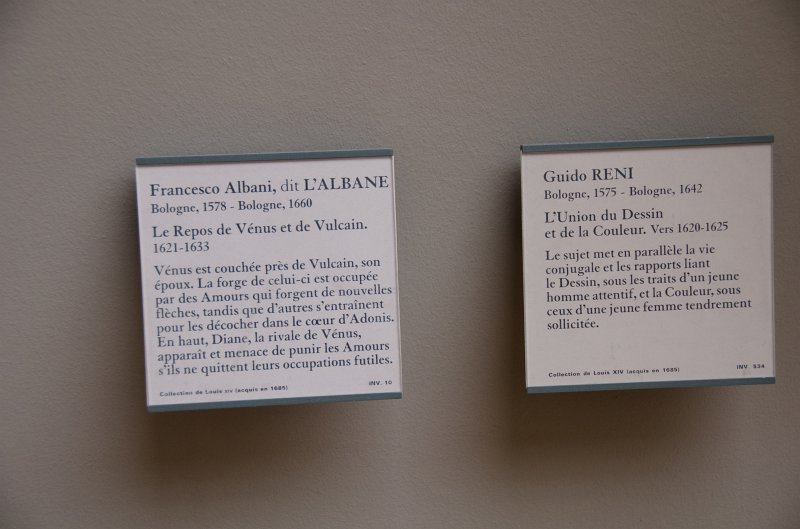 Francesco Albani, dit L'ALBANE
Bologne, 1578 - Bologne, 1660
Le Repos de Vénus et de Vulcain.
1621-1633
Vénus est couchée près de Vulcain, son
époux. La forge de celui-ci est occupée
par des Amours qui forgent de nouvelles
flèches, tandis que d'autres s'entraînent
pour les décocher dans le cœur d'Adonis.
En haut, Diane, la rivale de Vénus,
apparaît et menace de punir les Amours
s'ils ne quittent leurs occupations futiles.
Collection de Louis XIV (acquis en 1685)
INV. 10
Guido RENI
Bologne, 1575 - Bologne, 1642
L'Union du Dessin
et de la Couleur. Vers 1620-1625
Le sujet met en parallèle la vie
conjugale et les rapports liant
le Dessin, sous les traits d'un jeune
homme attentif, et la Couleur, sous
ceux d'une jeune femme tendrement
sollicitée.
Collection de Louis XIV (acquis en 1685)
INV. 534